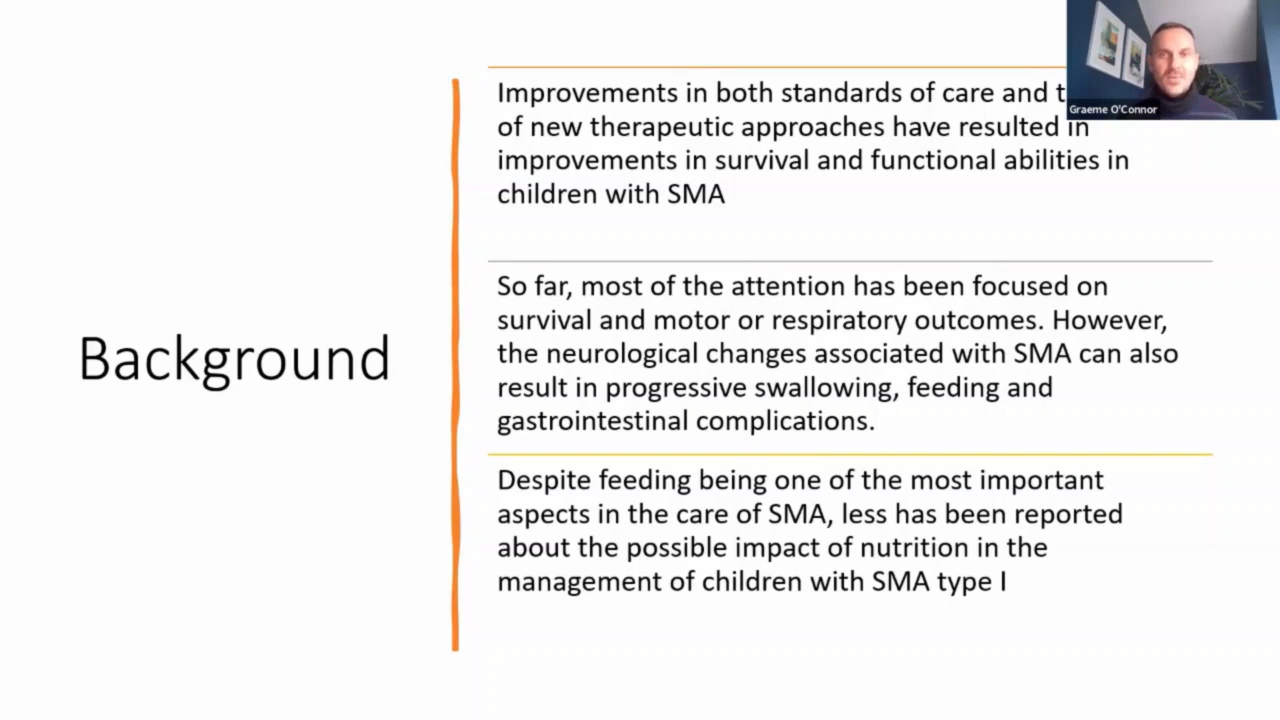 Background
Improvements in both standards of care and
of new therapeutic approaches have resulted in
improvements in survival and functional abilities in
children with SMA
So far, most of the attention has been focused on
survival and motor or respiratory outcomes. However,
the neurological changes associated with SMA can also
result in progressive swallowing, feeding and
gastrointestinal complications.
Despite feeding being one of the most important
aspects in the care of SMA, less has been reported
about the possible impact of nutrition in the
management of children with SMA type I
Graeme O'Connor